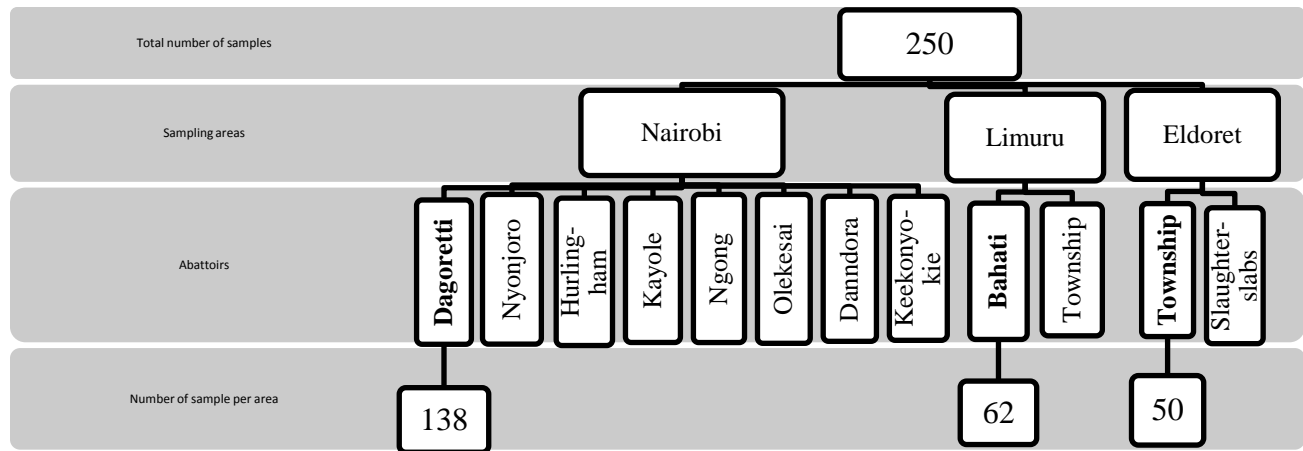 Total number of samples
250
Sampling areas
Nairobi
Limuru
Eldoret
Abattoirs
Dagoretti
Nyonjoro
Hurling-
ham
Kayole
Ngong
Olekesai
Danndora
Keekonyo-
kie
Bahati
Township
Township
Slaughter-
slabs
Number of sample per area
138
62
50